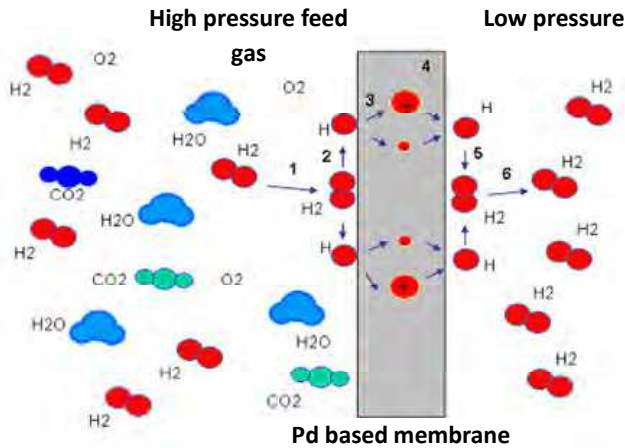 High pressure feed
gas
Low pressure
O2
H2
H2
H2O
H2
O2
CO2
H2O
H2
CO2
O2
H2O
H2
H2
H2O
CO2
1
2
3
4
5
6
H
H2
H
+
+
H
H2
H
H2
H2
H2
H2
H2
Pd based membrane